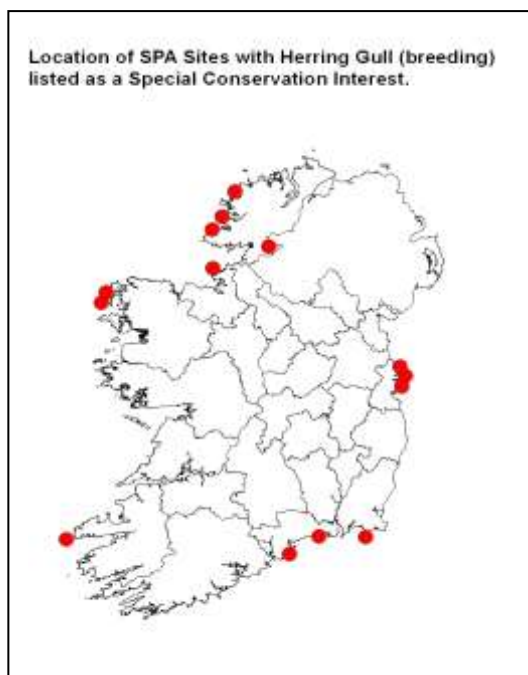 Location of SPA Sites with Herring Gull (breeding)
listed as a Special Conservation Interest.